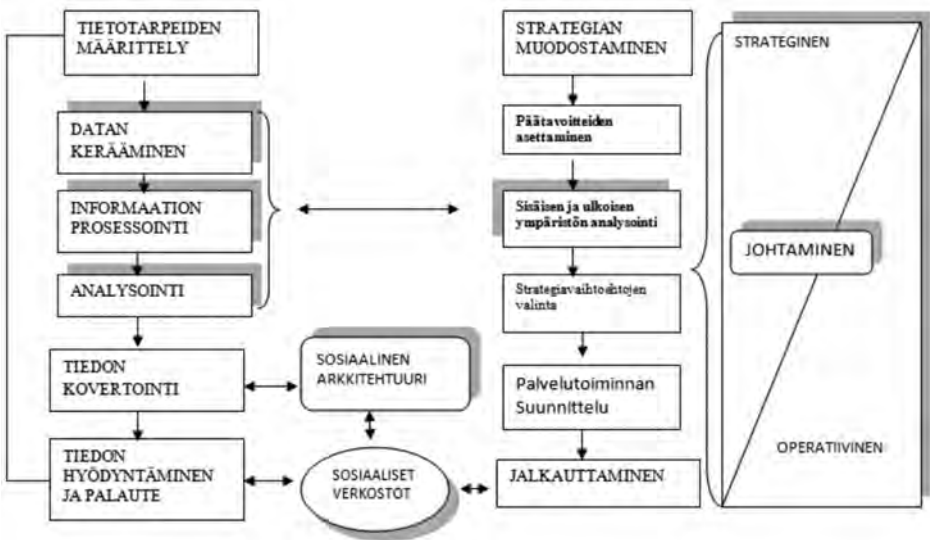 TIETOTARPEIDEN
MÄÄRITTELY
DATAN
KERÄÄMINEN
INFORMAATION
PROSESSOINTI
ANALYSOINTI
TIEDON
KOVERTOINTI
TIEDON
HYÖDYNTÄMINEN
JA PALAUTE
SOSIAALINEN
ARKKITEHTUURI
SOSIAALISET
VERKOSTOT
STRATEGIAN
MUODOSTAMINEN
Päätavoitteiden
asettaminen
Sisäisen ja ulkoisen
ympäristön analysointi
Strategiavaihtoehtojen
valinta
Palvelutoiminnan
Suunnittelu
JALKAUTTAMINEN
STRATEGINEN
JOHTAMINEN
OPERATIIVINEN